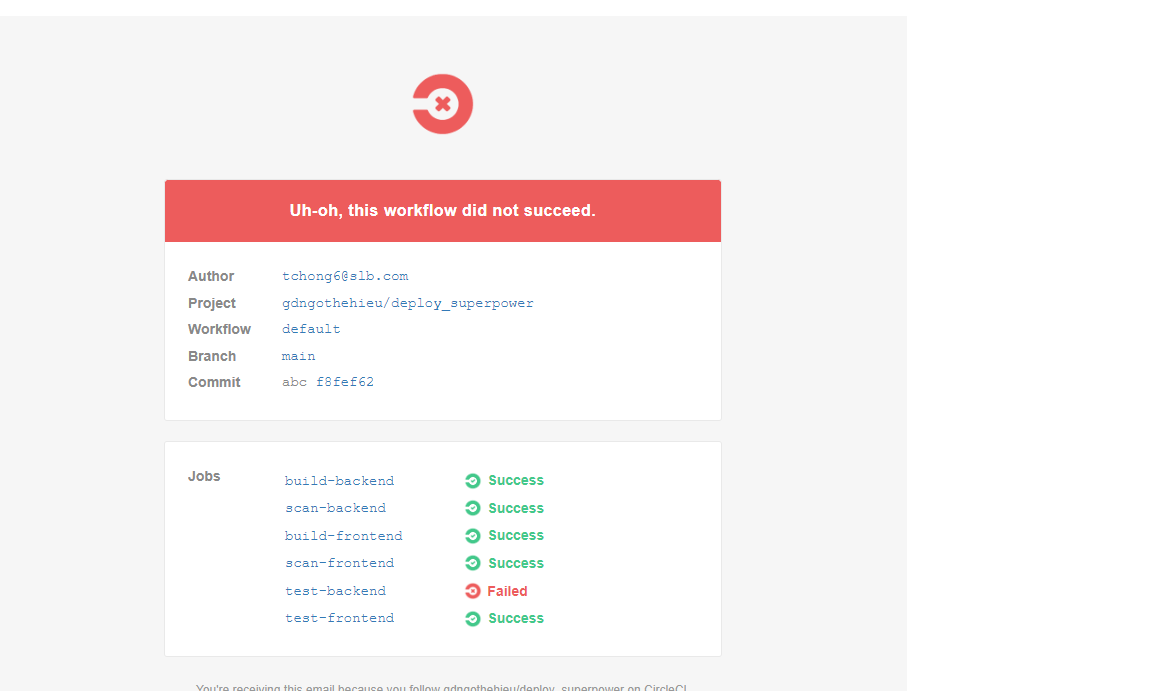 Uh-oh, this workflow did not succeed.
Author tchong6@slb.com
Project gdngothehieu/deploy_superpower
Workflow default
Branch main
Commit abc f8fef62
Jobs build-backend Success
scan-backend Success
build-frontend Success
scan-frontend Success
test-backend Failed
test-frontend Success
You're receiving this email because you follow gdngothehieu/deploy_superpower on CircleCI.